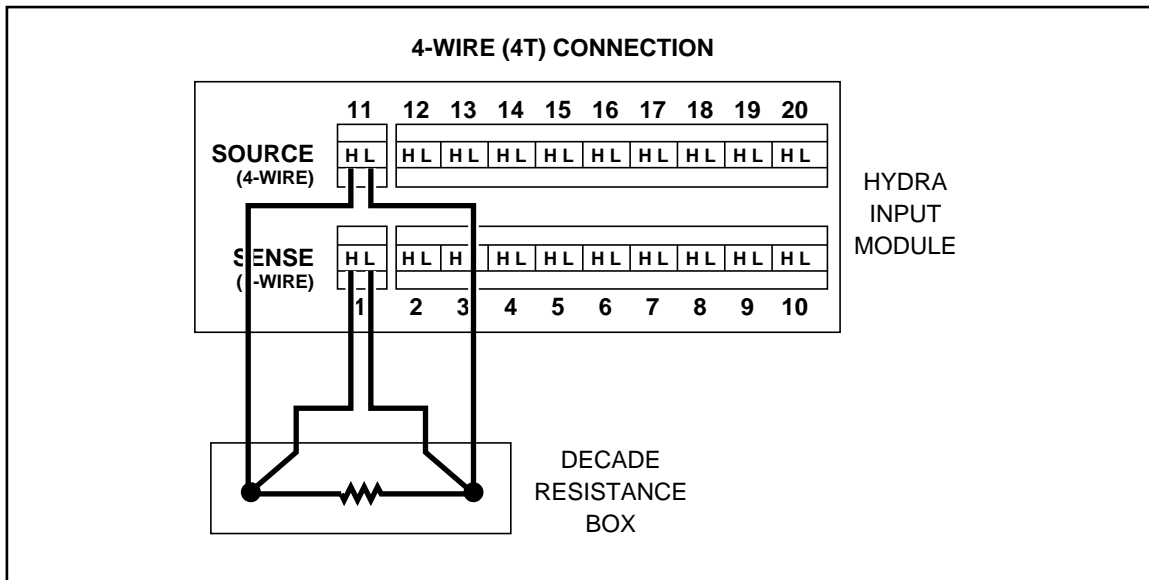 4-WIRE (4T) CONNECTION
11 12 13 14 15 16 17 18 19 20
SOURCE
(4-WIRE)
H L H L H L H L H L H L H L H L H L H L
HYDRA
INPUT
MODULE
SENSE
H L H L H H L H L H L H L H L H L H L
1 2 3 4 5 6 7 8 9 10
DECADE
RESISTANCE
BOX